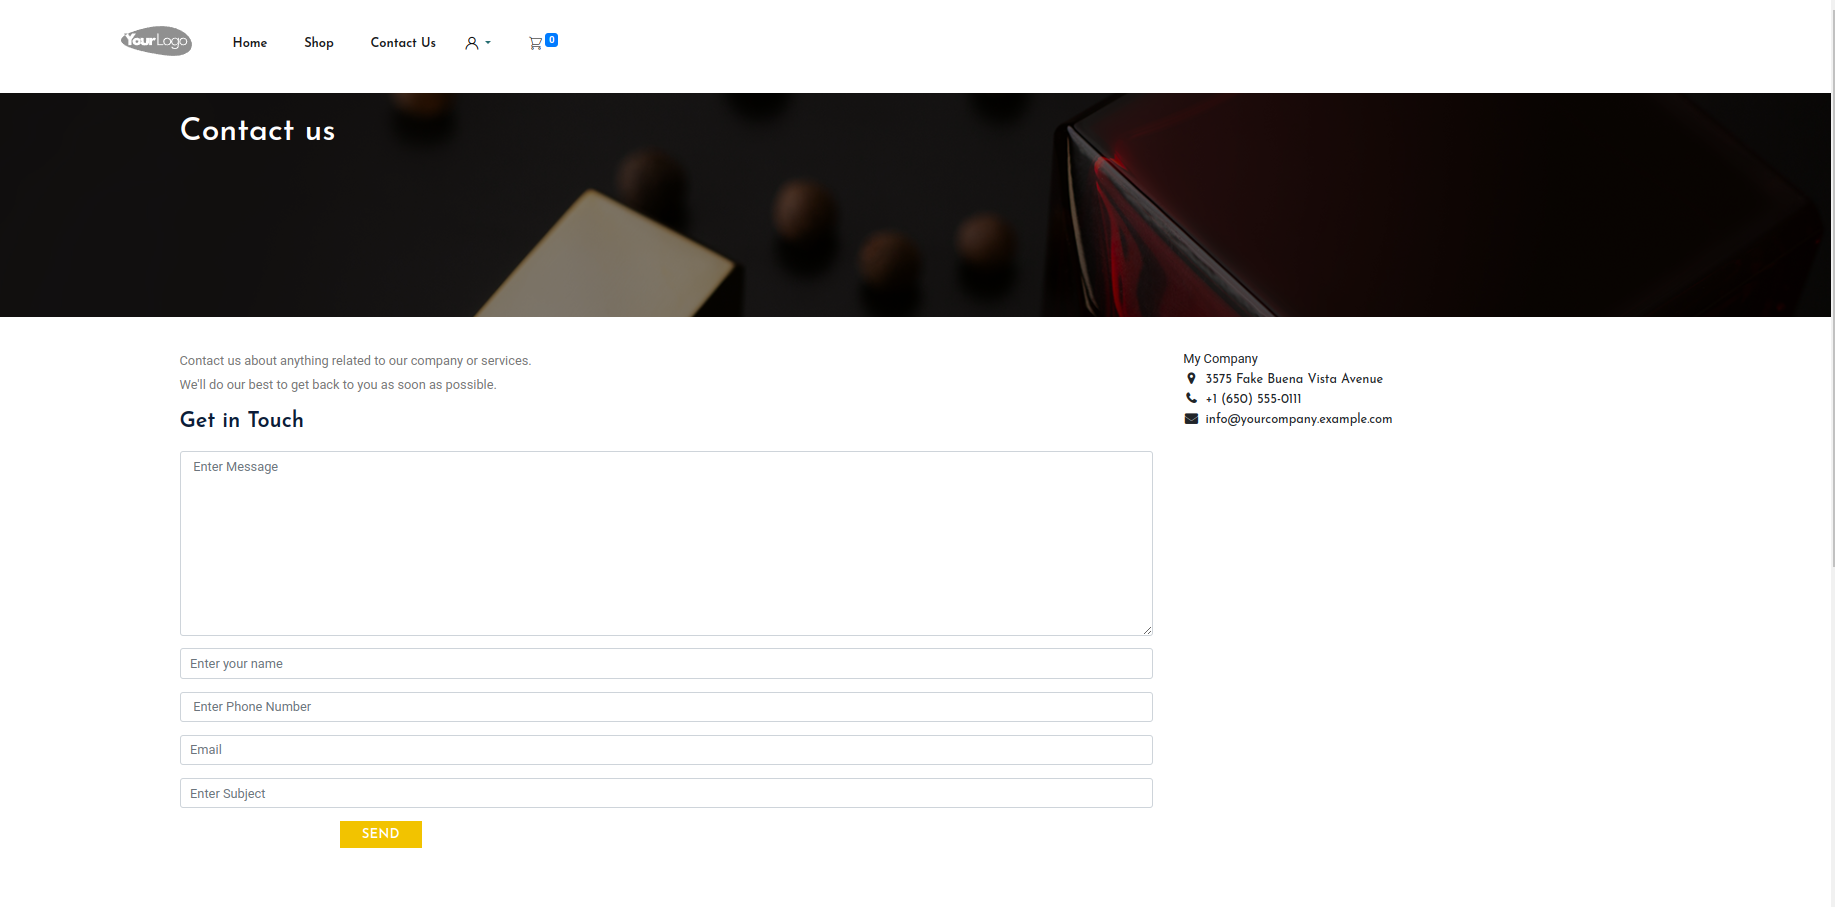 YourLogo
Home
Shop
Contact Us
0
Contact us
Contact us about anything related to our company or services.
We'll do our best to get back to you as soon as possible.
Get in Touch
Enter Message
Enter your name
Enter Phone Number
Email
Enter Subject
SEND
My Company
3575 Fake Buena Vista Avenue
+1 (650) 555-0111
info@yourcompany.example.com